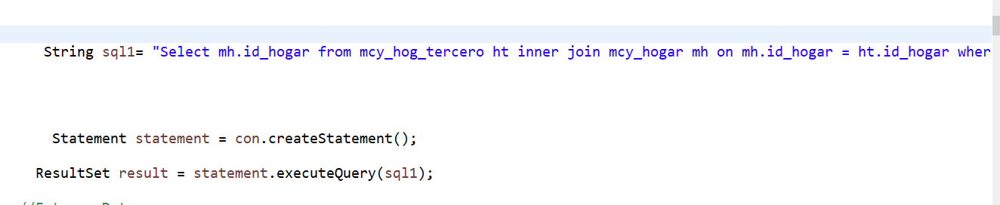 String sql1= "Select mh.id_hogar from mcy_hog_tercero ht inner join mcy_hogar mh on mh.id_hogar = ht.id_hogar wher
Statement statement = con.createStatement();
ResultSet result = statement.executeQuery(sql1);